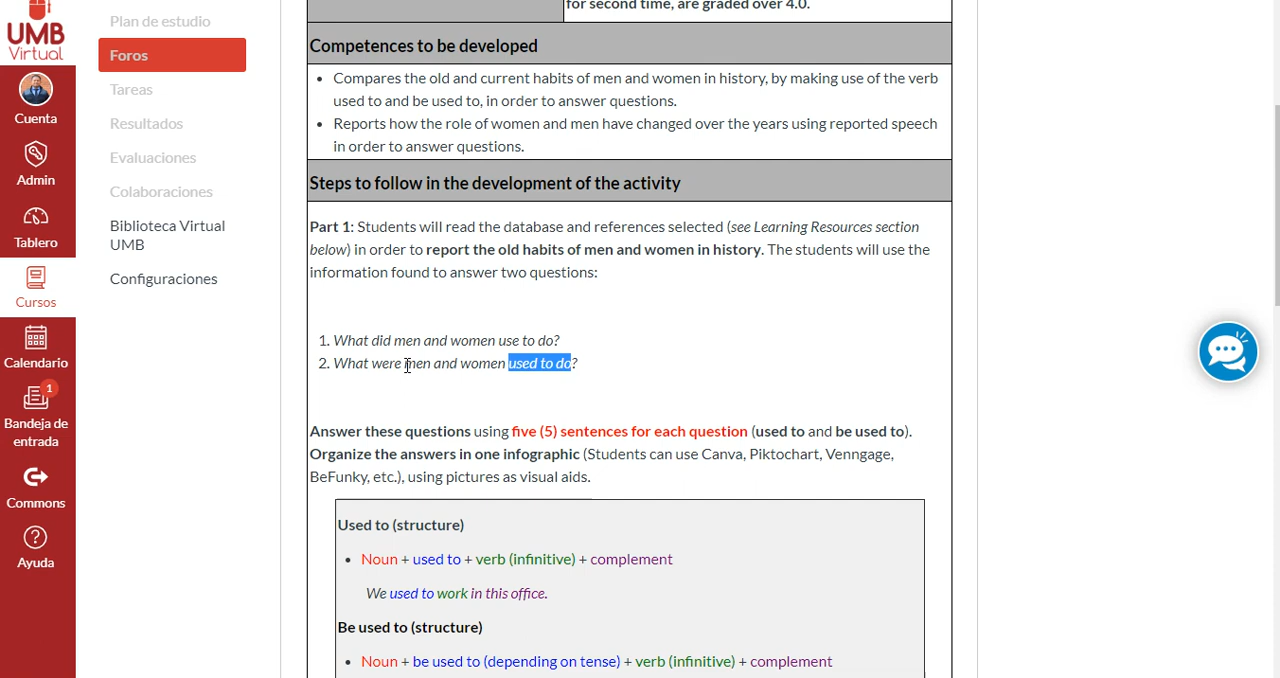 UMB
Virtual
Cuenta
Admin
Tablero
Cursos
Calendario
1
Bandeja de
entrada
Commons
Ayuda
Plan de estudio
Foros
Tareas
Resultados
Evaluaciones
Colaboraciones
Biblioteca Virtual
UMB
Configuraciones
for second time, are graded over 4.0.
Competences to be developed
• Compares the old and current habits of men and women in history, by making use of the verb
used to and be used to, in order to answer questions.
• Reports how the role of women and men have changed over the years using reported speech
in order to answer questions.
Steps to follow in the development of the activity
Part 1: Students will read the database and references selected (see Learning Resources section
below) in order to report the old habits of men and women in history. The students will use the
information found to answer two questions:
1. What did men and women use to do?
2. What were men and women used to do?
Answer these questions using five (5) sentences for each question (used to and be used to).
Organize the answers in one infographic (Students can use Canva, Piktochart, Venngage,
BeFunky, etc.), using pictures as visual aids.
Used to (structure)
• Noun + used to + verb (infinitive) + complement
We used to work in this office.
Be used to (structure)
• Noun + be used to (depending on tense) + verb (infinitive) + complement